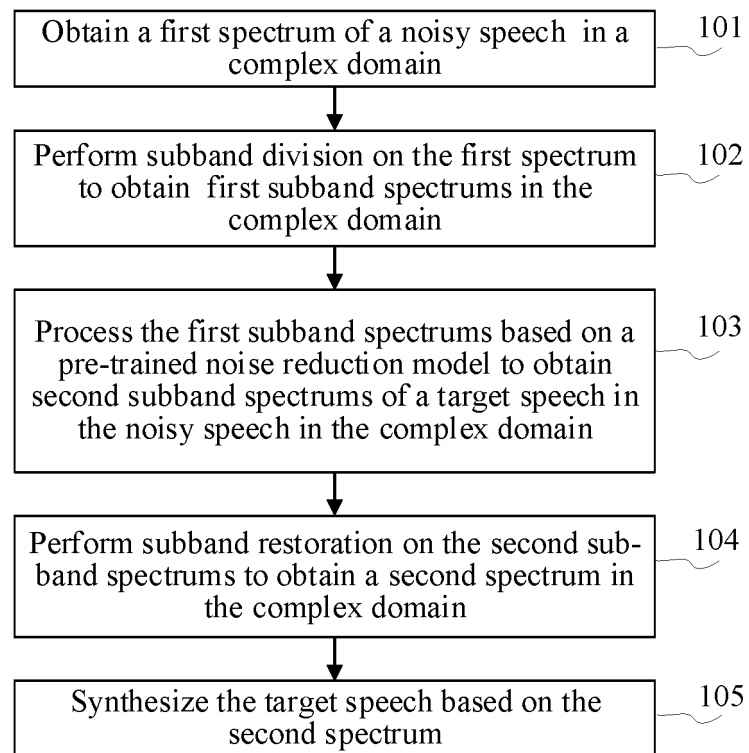 Obtain a first spectrum of a noisy speech in a
complex domain
101
Perform subband division on the first spectrum
to obtain first subband spectrums in the
complex domain
102
Process the first subband spectrums based on a
pre-trained noise reduction model to obtain
second subband spectrums of a target speech in
the noisy speech in the complex domain
103
Perform subband restoration on the second sub-
band spectrums to obtain a second spectrum in
the complex domain
104
Synthesize the target speech based on the
second spectrum
105